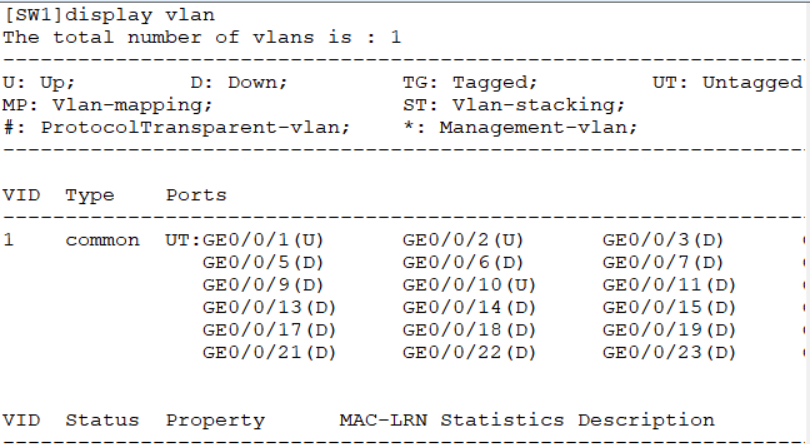 [SW1]display vlan
The total number of vlans is : 1
--------------------------------------------------------------------------------
U: Up;         D: Down;         TG: Tagged;         UT: Untagged
MP: Vlan-mapping;               ST: Vlan-stacking;
#: ProtocolTransparent-vlan;    *: Management-vlan;
--------------------------------------------------------------------------------
VID  Type    Ports
--------------------------------------------------------------------------------
1    common  UT:GE0/0/1(U)      GE0/0/2(U)      GE0/0/3(D)
                GE0/0/5(D)      GE0/0/6(D)      GE0/0/7(D)
                GE0/0/9(D)      GE0/0/10(U)     GE0/0/11(D)
                GE0/0/13(D)     GE0/0/14(D)     GE0/0/15(D)
                GE0/0/17(D)     GE0/0/18(D)     GE0/0/19(D)
                GE0/0/21(D)     GE0/0/22(D)     GE0/0/23(D)
VID  Status  Property      MAC-LRN Statistics Description
--------------------------------------------------------------------------------